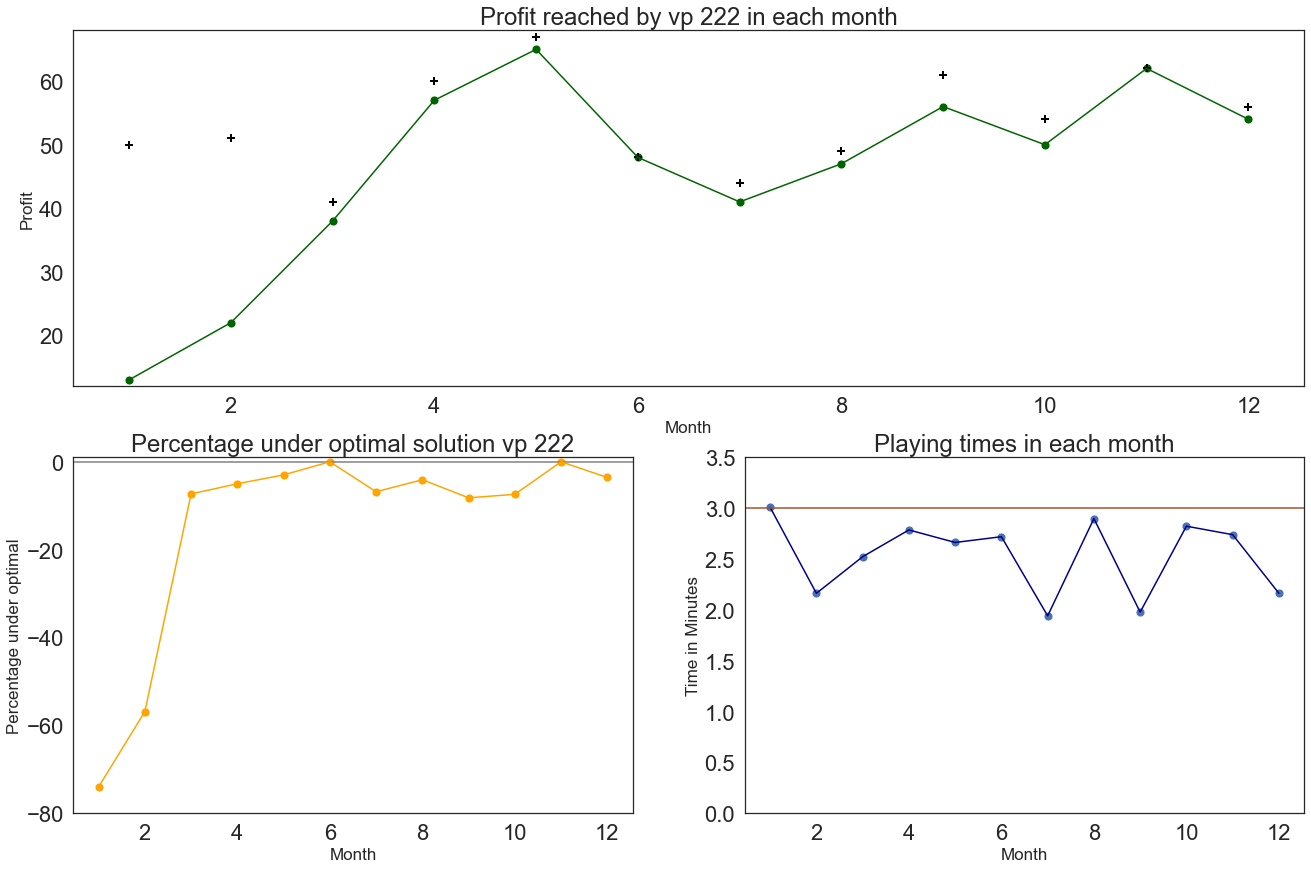 Profit reached by vp 222 in each month
60
50
40
30
20
Profit
2 4 6 8 10 12
Month
Percentage under optimal solution vp 222
0
−20
−40
−60
−80
Percentage under optimal
2 4 6 8 10 12
Month
Playing times in each month
3.5
3.0
2.5
2.0
1.5
1.0
0.5
0.0
Time in Minutes
2 4 6 8 10 12
Month